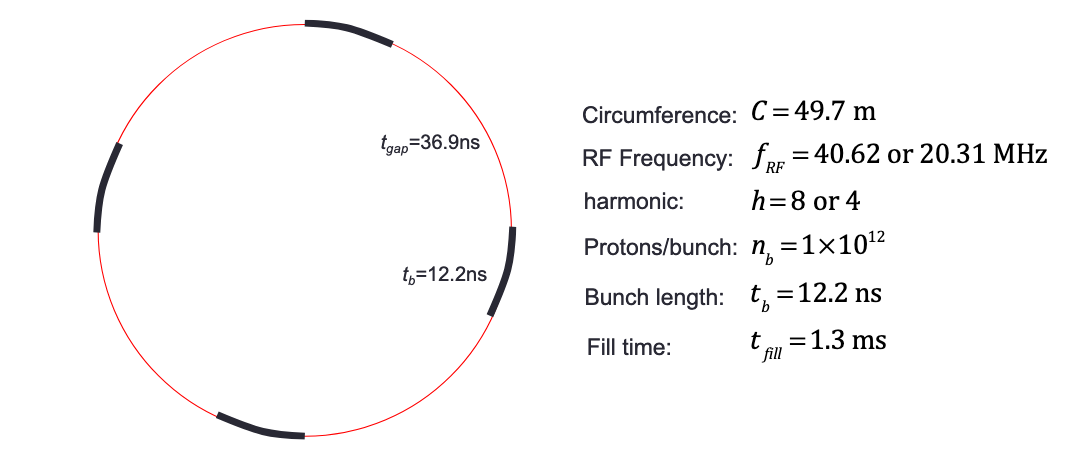 t_gap=36.9ns
t_b=12.2ns
Circumference: C=49.7 m
RF Frequency: f_RF=40.62 or 20.31 MHz
harmonic: h=8 or 4
Protons/bunch: n_b=1×10¹²
Bunch length: t_b=12.2 ns
Fill time: t_fill=1.3 ms